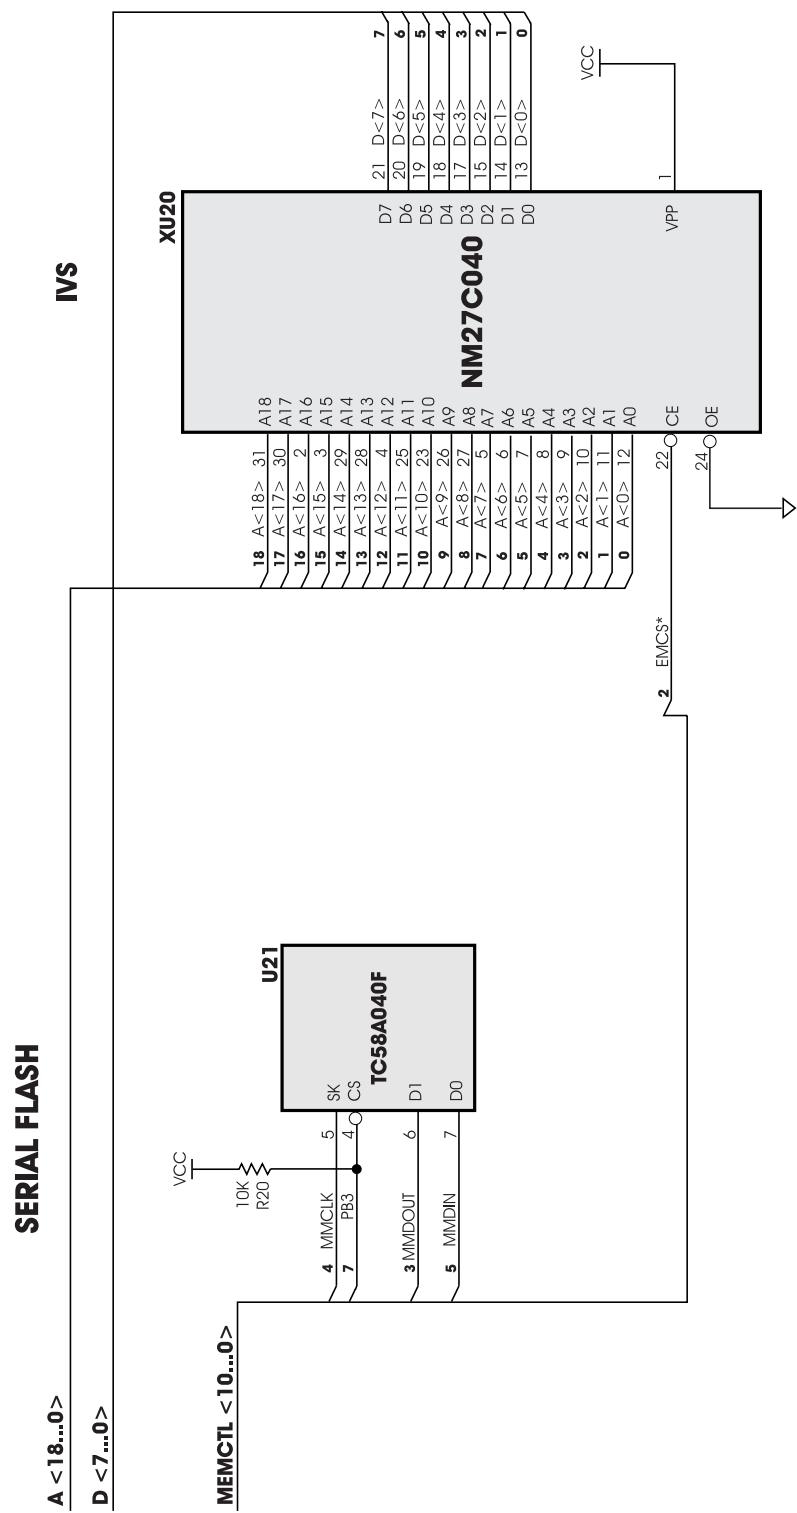 SERIAL FLASH
IVS
A <18...0>
D <7...0>
MEMCTL <10...0>
VCC
10K
R20
4 MMCLK 5 SK
7 PB3 4 CS
3 MMDOUT 6 D1
5 MMDIN 7 D0
U21
TC58A040F
2 EMCS* 22 CE
24 OE
18 A<18> 31 A18
17 A<17> 30 A17
16 A<16> 2 A16
15 A<15> 3 A15
14 A<14> 29 A14
13 A<13> 28 A13
12 A<12> 4 A12
11 A<11> 25 A11
10 A<10> 23 A10
9 A<9> 26 A9
8 A<8> 27 A8
7 A<7> 5 A7
6 A<6> 6 A6
5 A<5> 7 A5
4 A<4> 8 A4
3 A<3> 9 A3
2 A<2> 10 A2
1 A<1> 11 A1
0 A<0> 12 A0
XU20
NM27C040
D7 21 D<7> 7
D6 20 D<6> 6
D5 19 D<5> 5
D4 18 D<4> 4
D3 17 D<3> 3
D2 15 D<2> 2
D1 14 D<1> 1
D0 13 D<0> 0
VPP 1
VCC